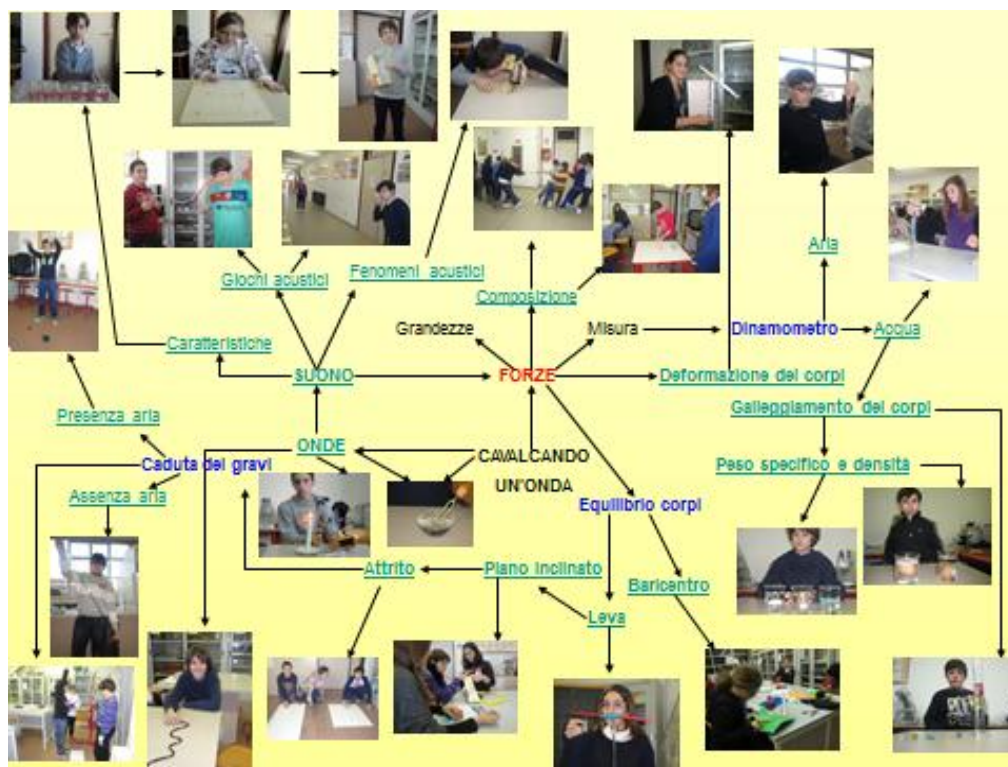 Aria
Giochi acustici
Fenomeni acustici
Composizione
Grandezze
Misura
Dinamometro
Acqua
Caratteristiche
SUONO
FORZE
Deformazione dei corpi
Galleggiamento dei corpi
Presenza aria
ONDE
CAVALCANDO
UN'ONDA
Caduta dei gravi
Peso specifico e densità
Assenza aria
Equilibrio corpi
Attrito
Piano inclinato
Baricentro
Leva